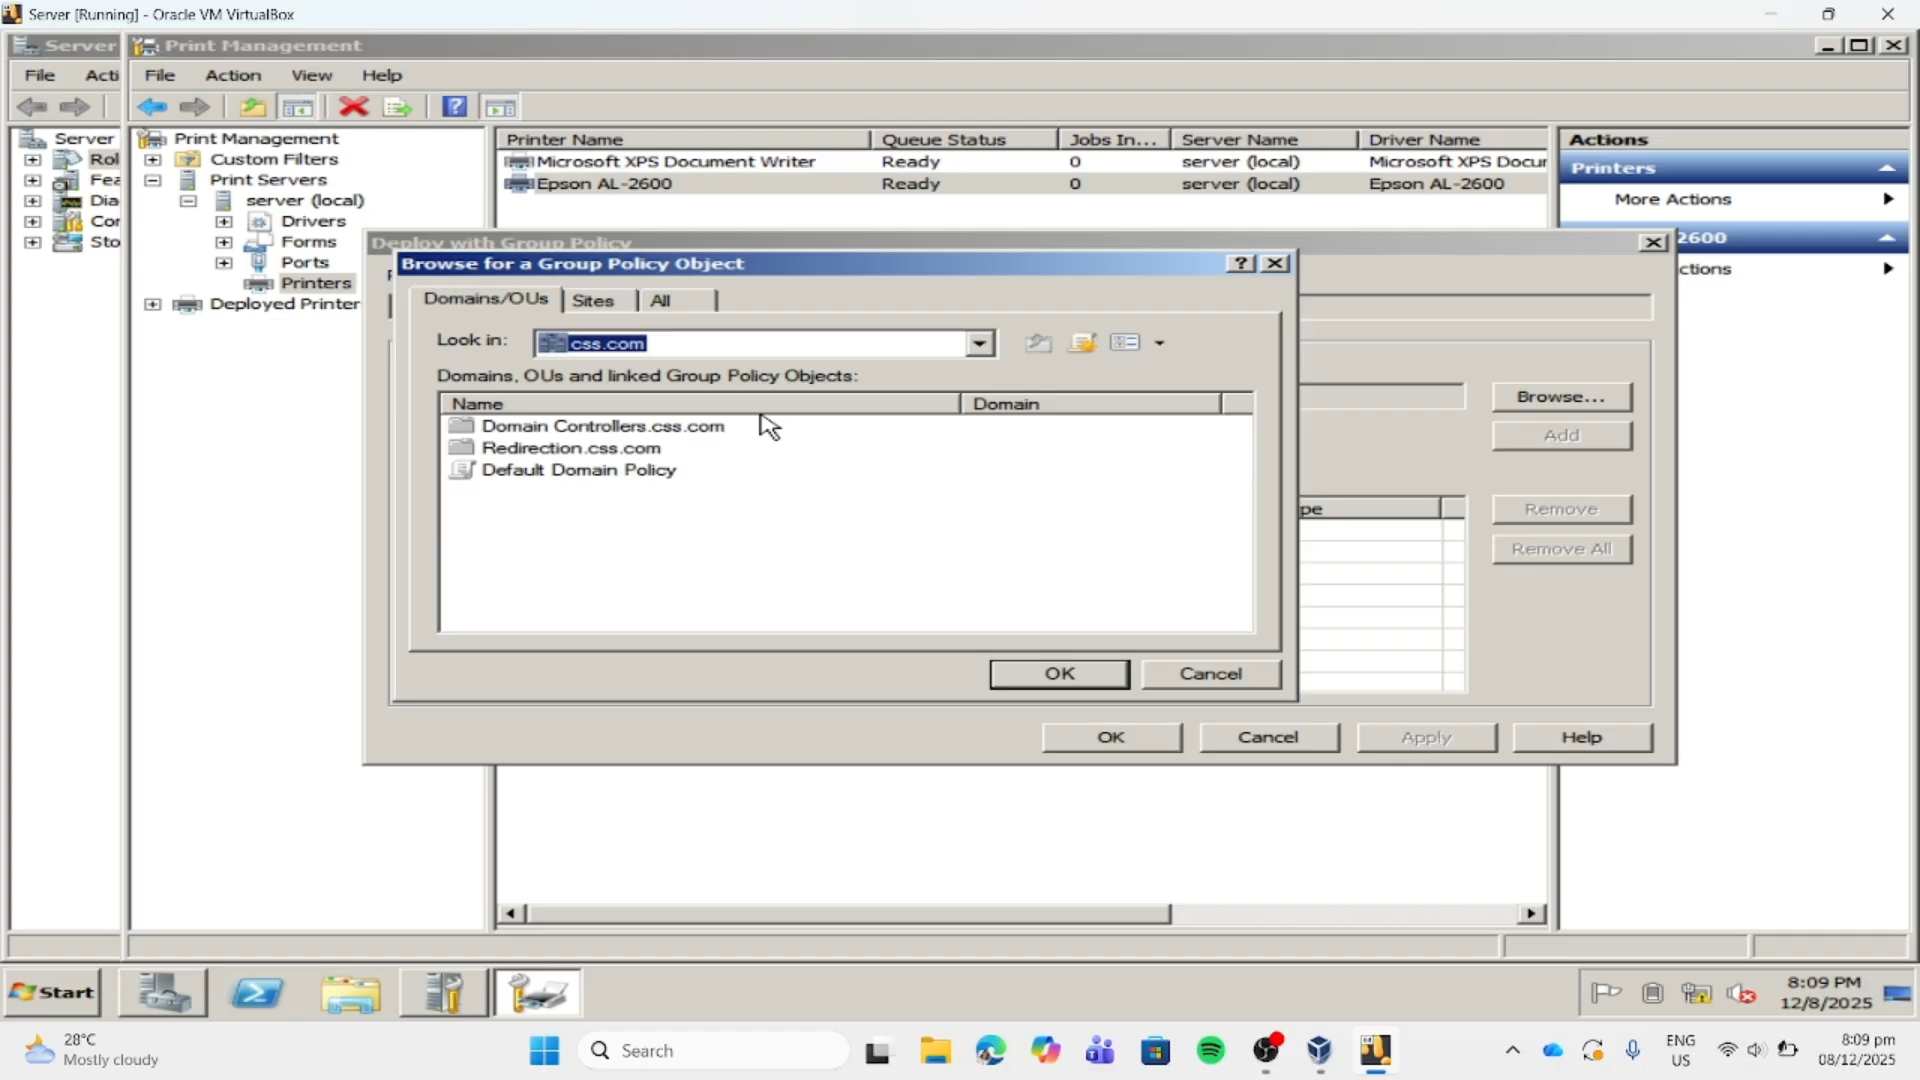 Server [Running] - Oracle VM VirtualBox
Server
Print Management
File
Acti
File
Action
View
Help
Server
Rol
Fea
Dia
Cor
Sto
Print Management
Custom Filters
Print Servers
server (local)
Drivers
Forms
Ports
Printers
Deployed Printer
Printer Name
Queue Status
Jobs In...
Server Name
Driver Name
Microsoft XPS Document Writer
Ready
0
server (local)
Microsoft XPS Docur
Epson AL-2600
Ready
0
server (local)
Epson AL-2600
Actions
Printers
More Actions
2600
ctions
Deploy with Group Policy
Browse for a Group Policy Object
Domains/OUs
Sites
All
Look in:
css.com
Domains, OUs and linked Group Policy Objects:
Name
Domain
Domain Controllers.css.com
Redirection.css.com
Default Domain Policy
OK
Cancel
Browse...
Add
pe
Remove
Remove All
OK
Cancel
Apply
Help
Start
8:09 PM
12/8/2025
28°C
Mostly cloudy
Search
ENG
US
8:09 pm
08/12/2025